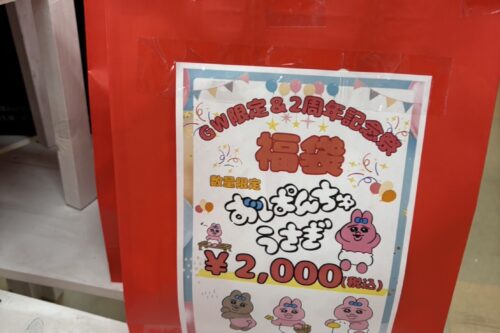 GW限定&2周年記念祭
福袋
数量限定
おぱんちゅ
うさぎ
¥2,000(税込)